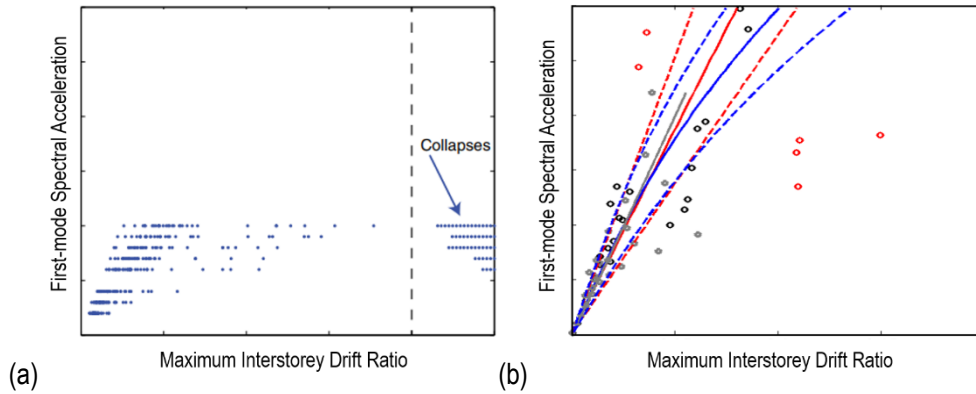 First-mode Spectral Acceleration
Collapses
Maximum Interstorey Drift Ratio
(a)
First-mode Spectral Acceleration
Maximum Interstorey Drift Ratio
(b)